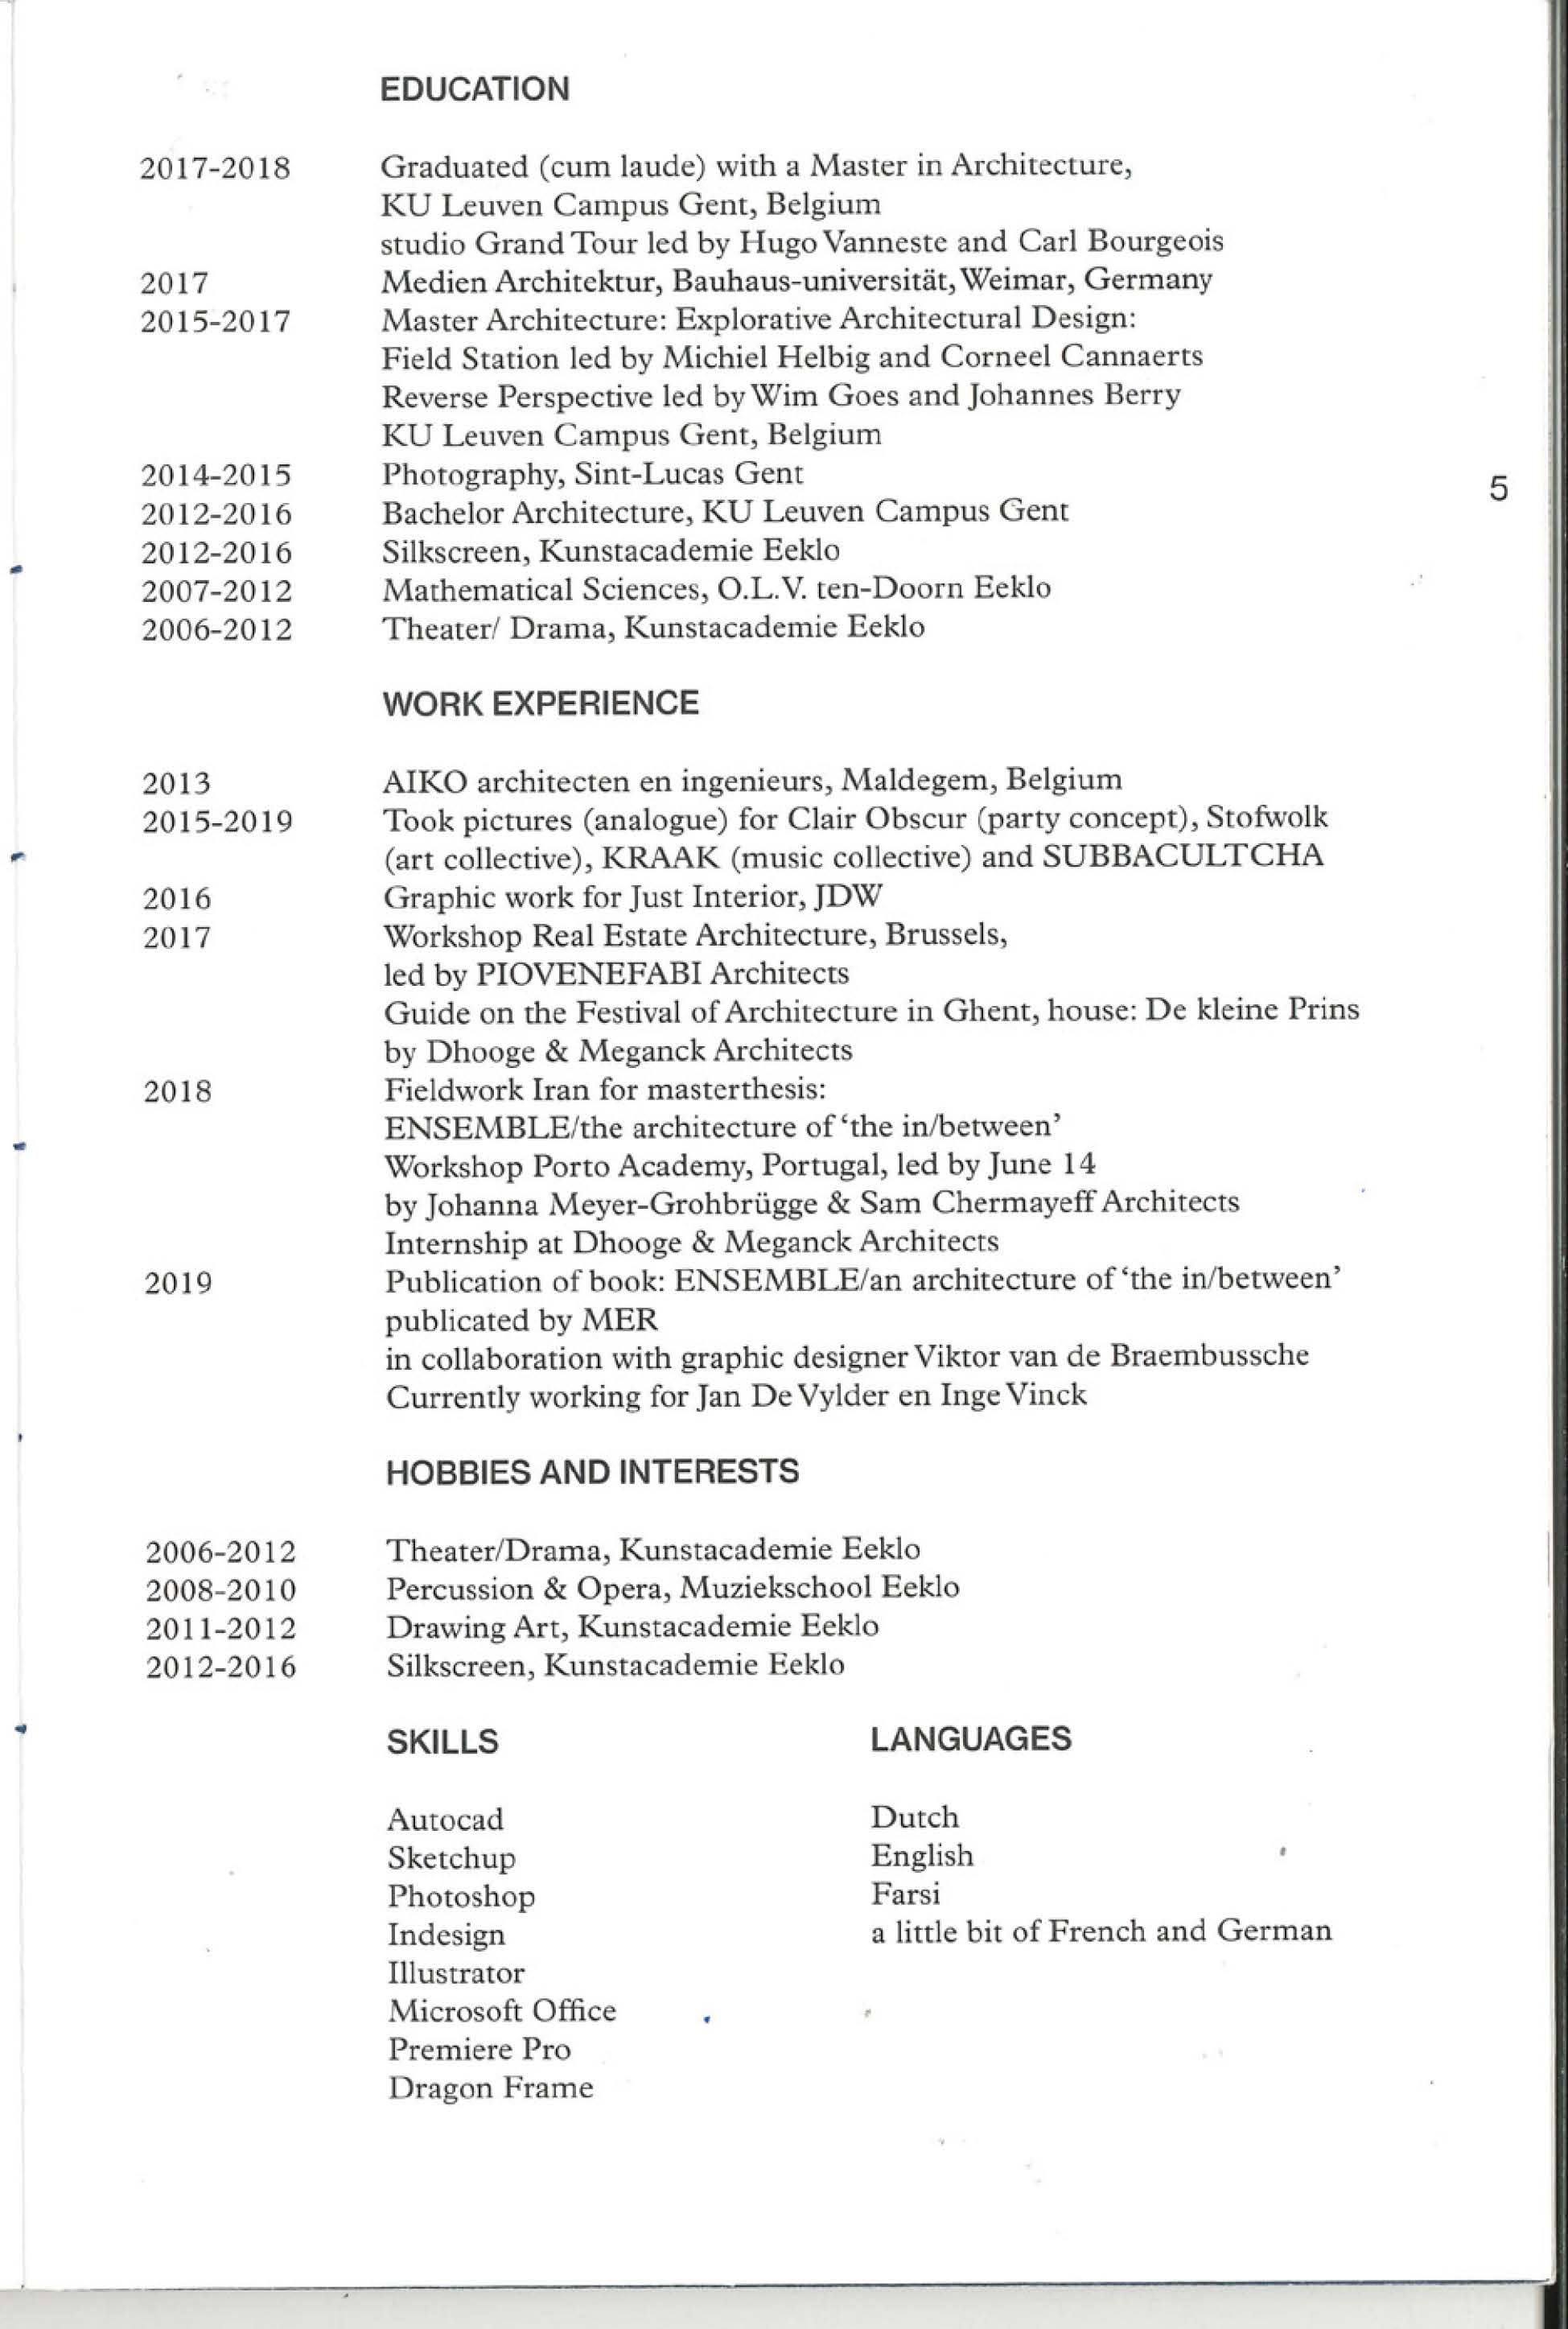 EDUCATION
2017-2018 Graduated (cum laude) with a Master in Architecture,
KU Leuven Campus Gent, Belgium
studio Grand Tour led by Hugo Vanneste and Carl Bourgeois
2017 Medien Architektur, Bauhaus-universität, Weimar, Germany
2015-2017 Master Architecture: Explorative Architectural Design:
Field Station led by Michiel Helbig and Corneel Cannaerts
Reverse Perspective led by Wim Goes and Johannes Berry
KU Leuven Campus Gent, Belgium
2014-2015 Photography, Sint-Lucas Gent
5
2012-2016 Bachelor Architecture, KU Leuven Campus Gent
2012-2016 Silkscreen, Kunstacademie Eeklo
2007-2012 Mathematical Sciences, O.L.V. ten-Doorn Eeklo
2006-2012 Theater/ Drama, Kunstacademie Eeklo
WORK EXPERIENCE
2013 AIKO architecten en ingenieurs, Maldegem, Belgium
2015-2019 Took pictures (analogue) for Clair Obscur (party concept), Stofwolk
(art collective), KRAAK (music collective) and SUBBACULTCHA
2016 Graphic work for Just Interior, JDW
2017 Workshop Real Estate Architecture, Brussels,
led by PIOVENEFABI Architects
Guide on the Festival of Architecture in Ghent, house: De kleine Prins
by Dhooge & Meganck Architects
2018 Fieldwork Iran for masterthesis:
ENSEMBLE/the architecture of ‘the in/between’
Workshop Porto Academy, Portugal, led by June 14
by Johanna Meyer-Grohbrügge & Sam Chermayeff Architects
Internship at Dhooge & Meganck Architects
2019 Publication of book: ENSEMBLE/an architecture of ‘the in/between’
publicated by MER
in collaboration with graphic designer Viktor van de Braembussche
Currently working for Jan De Vylder en Inge Vinck
HOBBIES AND INTERESTS
2006-2012 Theater/Drama, Kunstacademie Eeklo
2008-2010 Percussion & Opera, Muziekschool Eeklo
2011-2012 Drawing Art, Kunstacademie Eeklo
2012-2016 Silkscreen, Kunstacademie Eeklo
SKILLS
Autocad
Sketchup
Photoshop
Indesign
Illustrator
Microsoft Office
Premiere Pro
Dragon Frame
LANGUAGES
Dutch
English
Farsi
a little bit of French and German